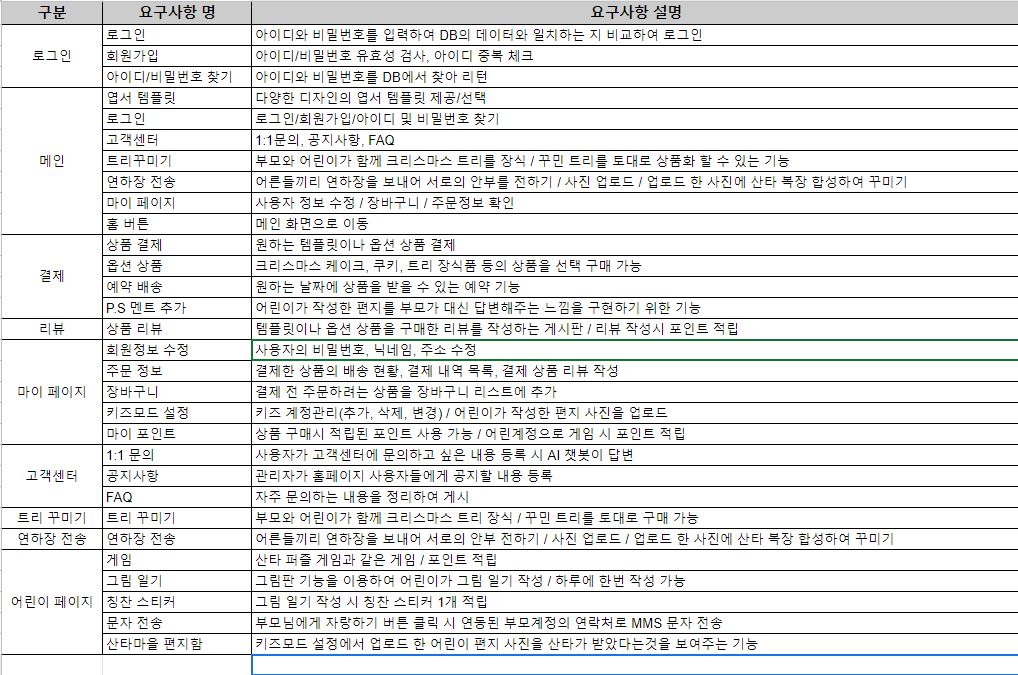 구분 요구사항 명 요구사항 설명
로그인 로그인 아이디와 비밀번호를 입력하여 DB의 데이터와 일치하는 지 비교하여 로그인
회원가입 아이디/비밀번호 유효성 검사, 아이디 중복 체크
아이디/비밀번호 찾기 아이디와 비밀번호를 DB에서 찾아 리턴
메인 엽서 템플릿 다양한 디자인의 엽서 템플릿 제공/선택
로그인 로그인/회원가입/아이디 및 비밀번호 찾기
고객센터 1:1문의, 공지사항, FAQ
트리꾸미기 부모와 어린이가 함께 크리스마스 트리를 장식 / 꾸민 트리를 토대로 상품화 할 수 있는 기능
연하장 전송 어른들끼리 연하장을 보내어 서로의 안부를 전하기 / 사진 업로드 / 업로드 한 사진에 산타 복장 합성하여 꾸미기
마이 페이지 사용자 정보 수정 / 장바구니 / 주문정보 확인
홈 버튼 메인 화면으로 이동
결제 상품 결제 원하는 템플릿이나 옵션 상품 결제
옵션 상품 크리스마스 케이크, 쿠키, 트리 장식품 등의 상품을 선택 구매 가능
예약 배송 원하는 날짜에 상품을 받을 수 있는 예약 기능
P.S 멘트 추가 어린이가 작성한 편지를 부모가 대신 답변해주는 느낌을 구현하기 위한 기능
리뷰 상품 리뷰 템플릿이나 옵션 상품을 구매한 리뷰를 작성하는 게시판 / 리뷰 작성시 포인트 적립
마이 페이지 회원정보 수정 사용자의 비밀번호, 닉네임, 주소 수정
주문 정보 결제한 상품의 배송 현황, 결제 내역 목록, 결제 상품 리뷰 작성
장바구니 결제 전 주문하려는 상품을 장바구니 리스트에 추가
키즈모드 설정 키즈 계정관리(추가, 삭제, 변경) / 어린이가 작성한 편지 사진을 업로드
마이 포인트 상품 구매시 적립된 포인트 사용 가능 / 어린계정으로 게임 시 포인트 적립
고객센터 1:1 문의 사용자가 고객센터에 문의하고 싶은 내용 등록 시 AI 챗봇이 답변
공지사항 관리자가 홈페이지 사용자들에게 공지할 내용 등록
FAQ 자주 문의하는 내용을 정리하여 게시
트리 꾸미기 트리 꾸미기 부모와 어린이가 함께 크리스마스 트리 장식 / 꾸민 트리를 토대로 구매 가능
연하장 전송 연하장 전송 어른들끼리 연하장을 보내어 서로의 안부 전하기 / 사진 업로드 / 업로드 한 사진에 산타 복장 합성하여 꾸미기
어린이 페이지 게임 산타 퍼즐 게임과 같은 게임 / 포인트 적립
그림 일기 그림판 기능을 이용하여 어린이가 그림 일기 작성 / 하루에 한번 작성 가능
칭찬 스티커 그림 일기 작성 시 칭찬 스티커 1개 적립
문자 전송 부모님에게 자랑하기 버튼 클릭 시 연동된 부모계정의 연락처로 MMS 문자 전송
산타마을 편지함 키즈모드 설정에서 업로드 한 어린이 편지 사진을 산타가 받았다는것을 보여주는 기능